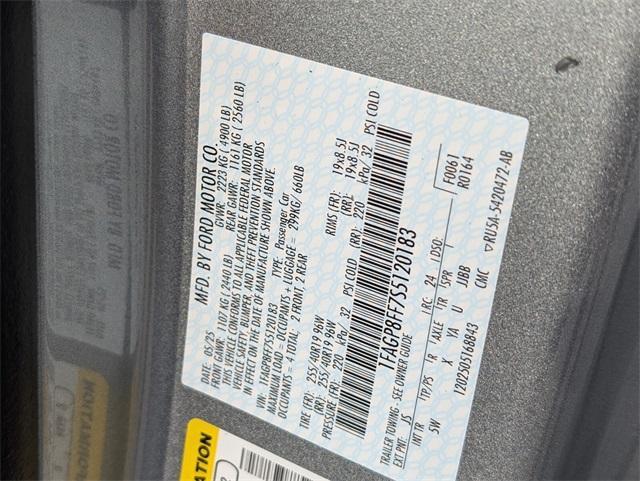 MFD. BY FORD MOTOR CO.
05/25 GVWR: 2223 KG ( 4900 LB)
FRONT GAWR: 1107 KG ( 2440 LB) REAR GAWR: 1161 KG ( 2560 LB)
THIS VEHICLE CONFORMS TO ALL APPLICABLE FEDERAL MOTOR
VEHICLE SAFETY, BUMPER, AND THEFT PREVENTION STANDARDS
IN EFFECT ON THE DATE OF MANUFACTURE SHOWN ABOVE.
VIN: 1FAGP8FF7S5120183 TYPE: Passenger Car
MAXIMUM LOAD = OCCUPANTS + LUGGAGE = 299KG/ 660LB
OCCUPANTS = 4 TOTAL 2 FRONT, 2 REAR
TIRE (FR): 255/40R19 96W RIMS (FR): 19x8.5J
(RR): 255/40R19 96W (RR): 19x8.5J
PRESSURE (FR): 220 kPa/ 32 PSI COLD (RR): 220 kPa/ 32 PSI COLD
1FAGP8FF7S5120183
TRAILER TOWING - SEE OWNER GUIDE
EXT PNT: JS RC: 24 DSO: F0061
R0164
INT TR TP/PS R AXLE TR SPR
SW X YA U JBB
1202505168843 CMC ▽RU5A-5420472-AB